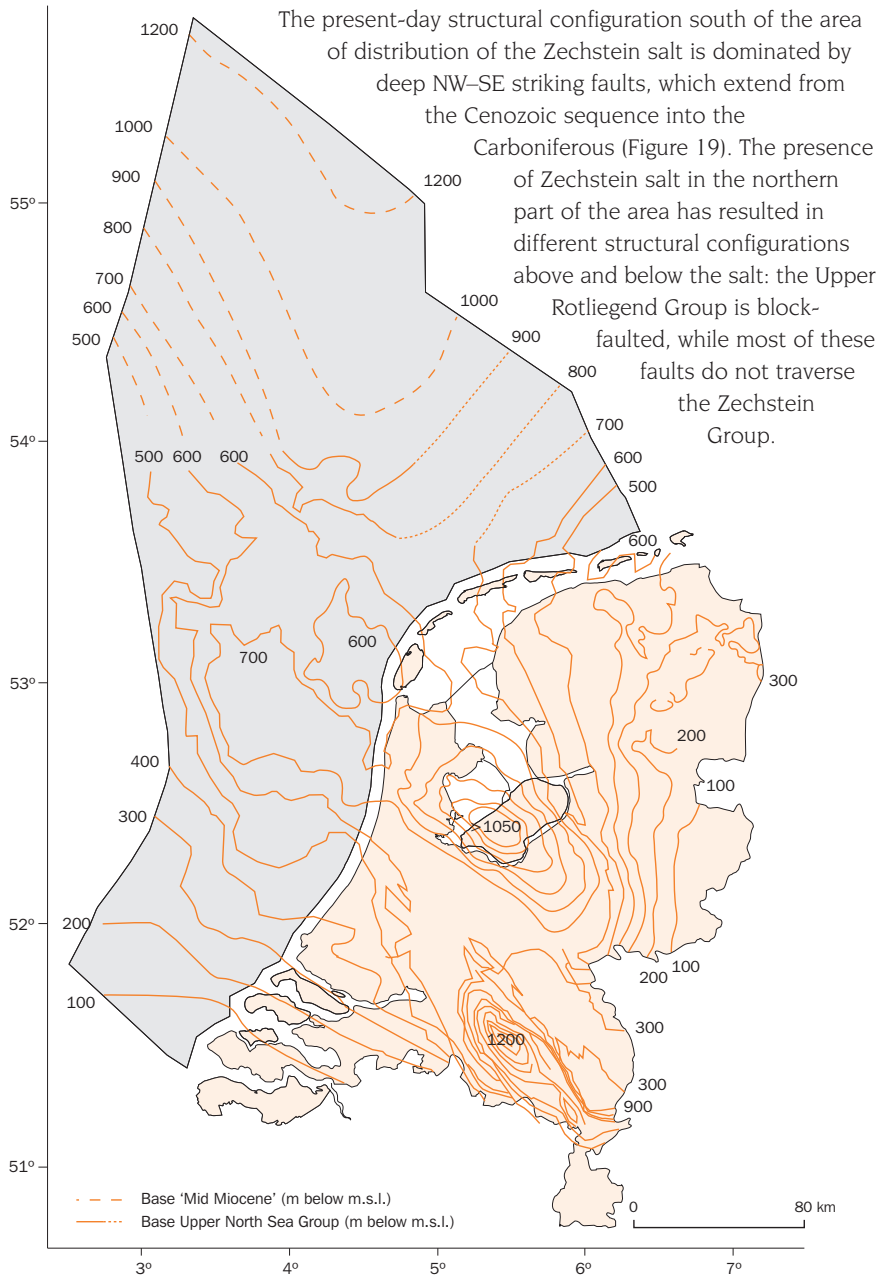 The present-day structural configuration south of the area
of distribution of the Zechstein salt is dominated by
deep NW–SE striking faults, which extend from
the Cenozoic sequence into the
Carboniferous (Figure 19). The presence
of Zechstein salt in the northern
part of the area has resulted in
different structural configurations
above and below the salt: the Upper
Rotliegend Group is block-
faulted, while most of these
faults do not traverse
the Zechstein
Group.
1200
1000
900
800
700
600
500
1200
1000
900
800
700
600
500
600
500 600 600
700
600
400
300
200
100
>1050
300
200
100
100
200
300
1200
300
900
55º
54º
53º
52º
51º
Base 'Mid Miocene' (m below m.s.l.)
Base Upper North Sea Group (m below m.s.l.)
0 80 km
3º 4º 5º 6º 7º